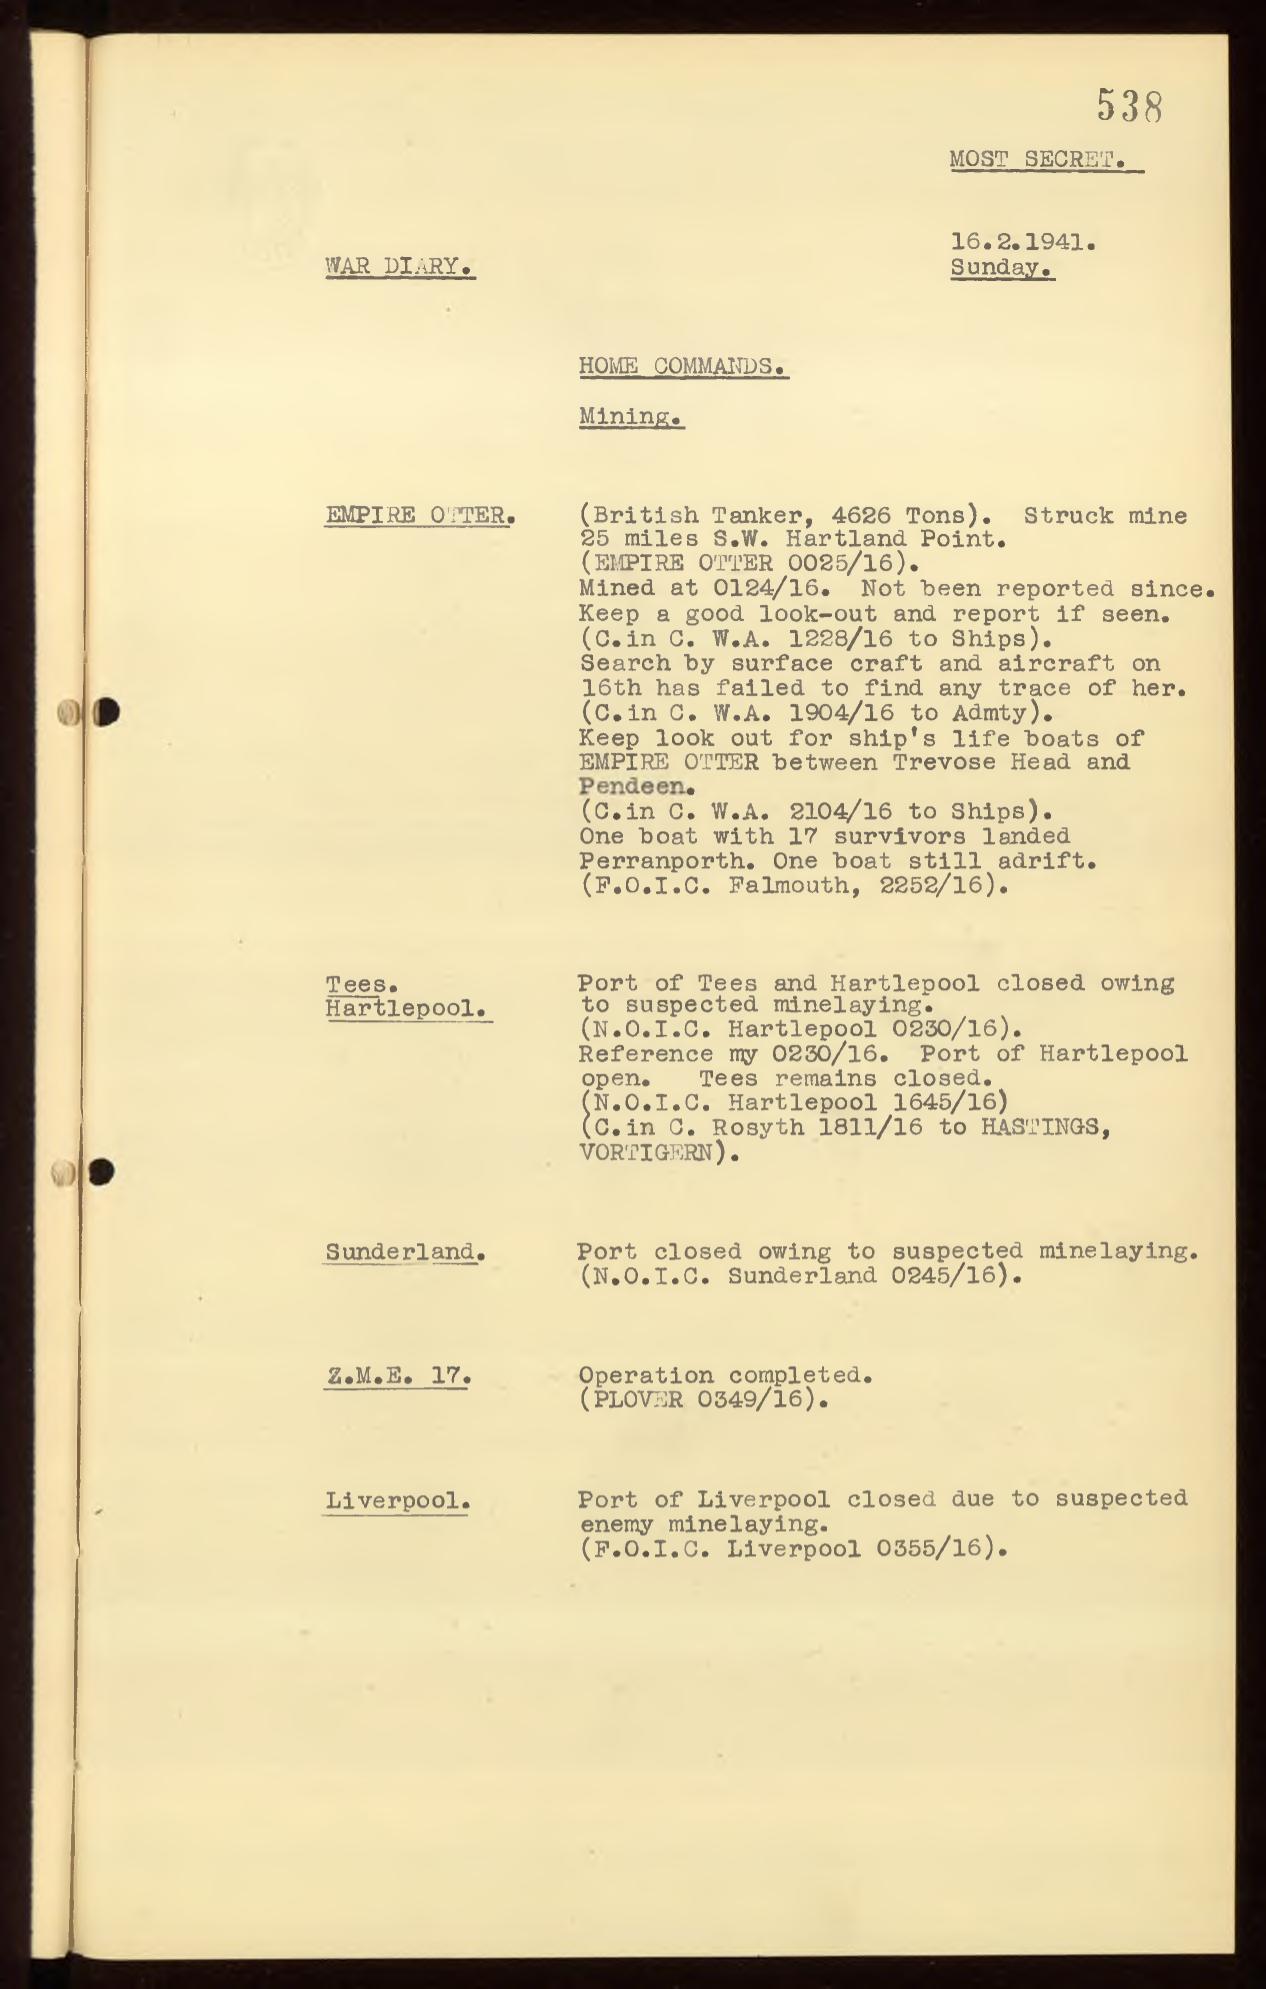 538
MOST SECRET.
16.2.1941.
WAR DIARY. Sunday.
HOME COMMANDS.
Mining.
EMPIRE OTTER. (British Tanker, 4626 Tons). Struck mine
25 miles S.W. Hartland Point.
(EMPIRE OTTER 0025/16).
Mined at 0124/16. Not been reported since.
Keep a good look-out and report if seen.
(C.in C. W.A. 1228/16 to Ships).
Search by surface craft and aircraft on
16th has failed to find any trace of her.
(C.in C. W.A. 1904/16 to Admty).
Keep look out for ship's life boats of
EMPIRE OTTER between Trevose Head and
Pendeen.
(C.in C. W.A. 2104/16 to Ships).
One boat with 17 survivors landed
Perranporth. One boat still adrift.
(F.O.I.C. Falmouth, 2252/16).
Tees. Port of Tees and Hartlepool closed owing
Hartlepool. to suspected minelaying.
(N.O.I.C. Hartlepool 0230/16).
Reference my 0230/16. Port of Hartlepool
open. Tees remains closed.
(N.O.I.C. Hartlepool 1645/16)
(C.in C. Rosyth 1811/16 to HASTINGS,
VORTIGERN).
Sunderland. Port closed owing to suspected minelaying.
(N.O.I.C. Sunderland 0245/16).
Z.M.E. 17. Operation completed.
(PLOVER 0349/16).
Liverpool. Port of Liverpool closed due to suspected
enemy minelaying.
(F.O.I.C. Liverpool 0355/16).